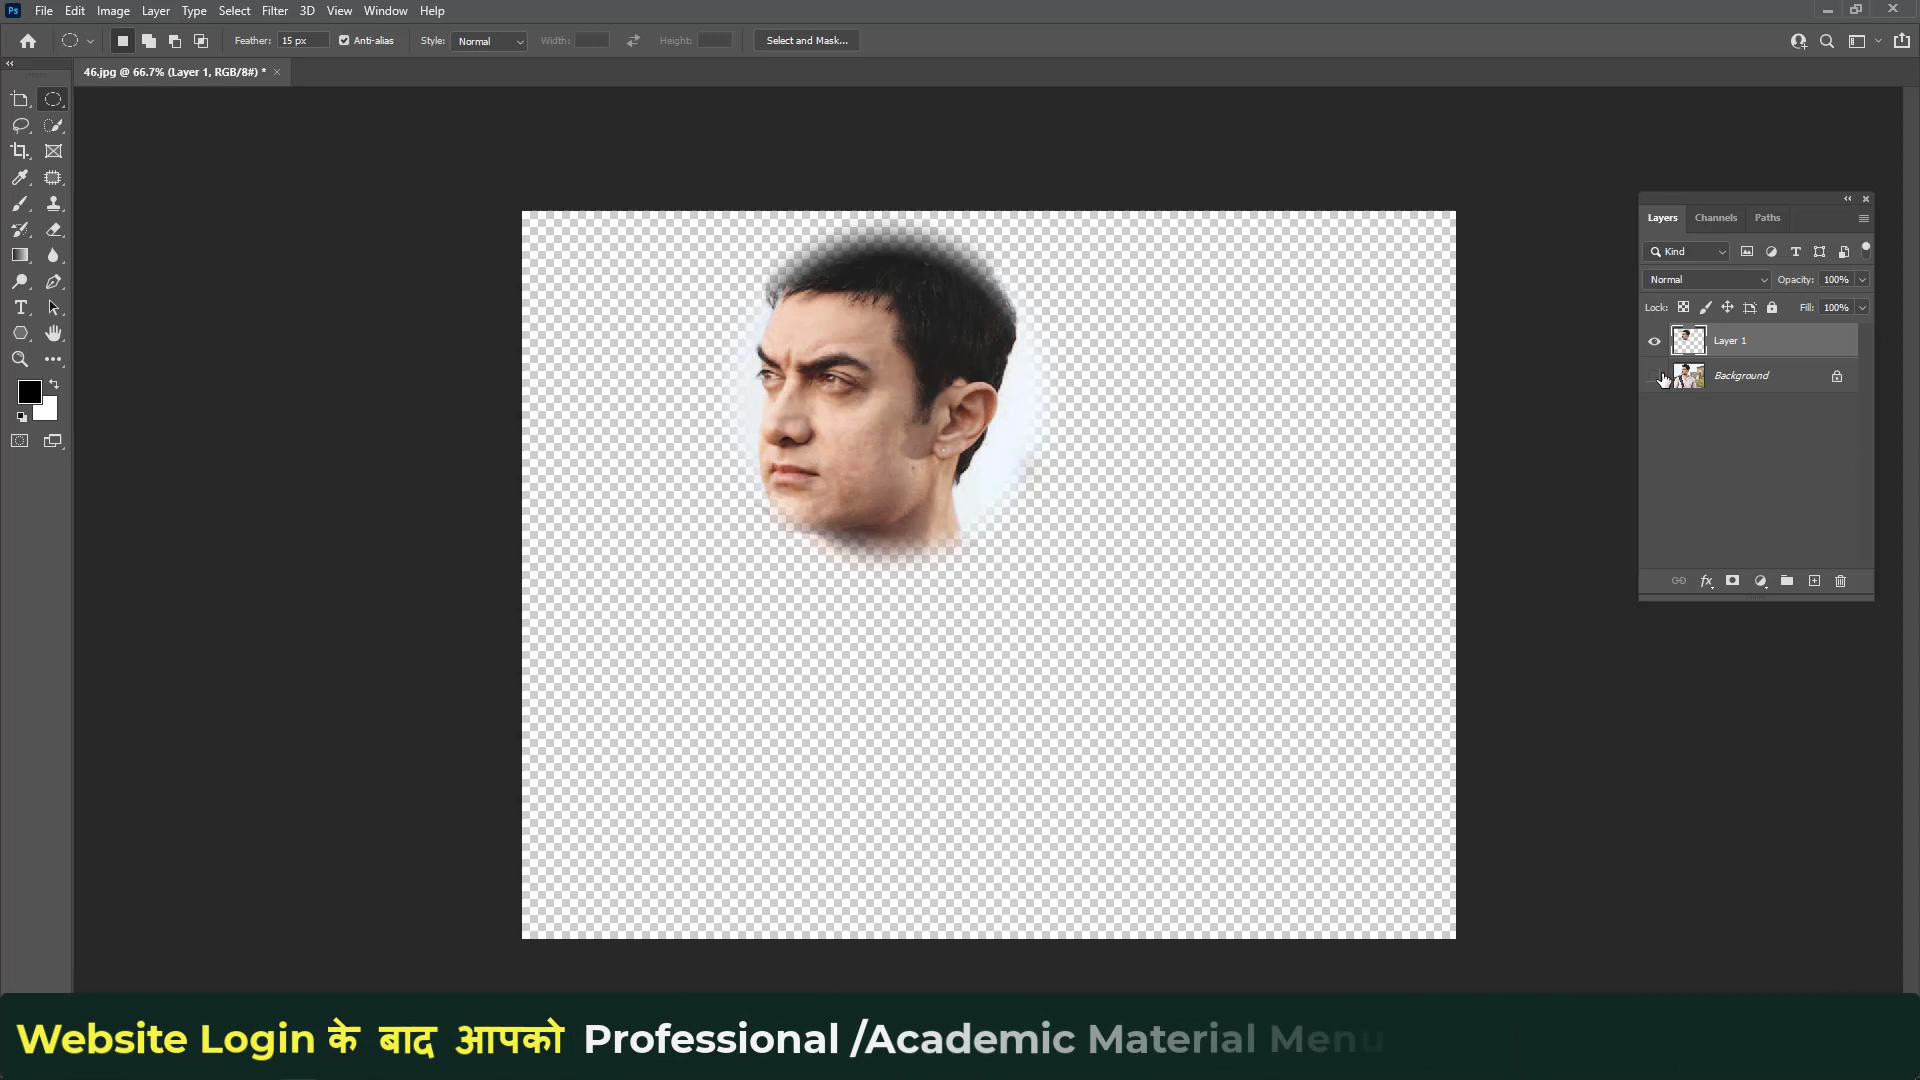 Ps File Edit Image Layer Type Select Filter 3D View Window Help
Feather: 15 px Anti-alias Style: Normal Width: Height: Select and Mask...
46.jpg @ 66.7% (Layer 1, RGB/8#) * ×
Layers Channels Paths
Kind
Normal Opacity: 100%
Lock: Fill: 100%
Layer 1
Background
fx
Website Login के बाद आपको Professional /Academic Material Menu